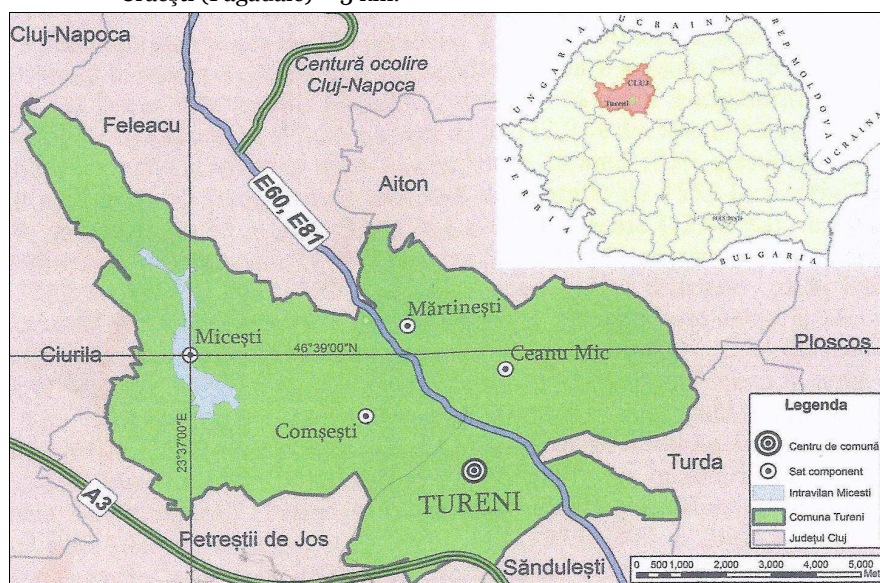 Cluj-Napoca
Centură ocolire
Cluj-Napoca
Feleacu
Aiton
E60, E81
UNGARIA
UCRAINA
REP.MOLDOVA
UCRAINA
SERBIA
BULGARIA
CLUJ
Tureni
Mărtinești
Micești
46°39'00"N
Ceanu Mic
Ploscoș
Ciurila
Comșești
23°37'00"E
TURENI
Turda
A3
Petreștii de Jos
Săndulești
Legenda
Centru de comună
Sat component
Intravilan Micesti
Comuna Tureni
Județul Cluj
0 500 1,000 2,000 3,000 4,000 5,000